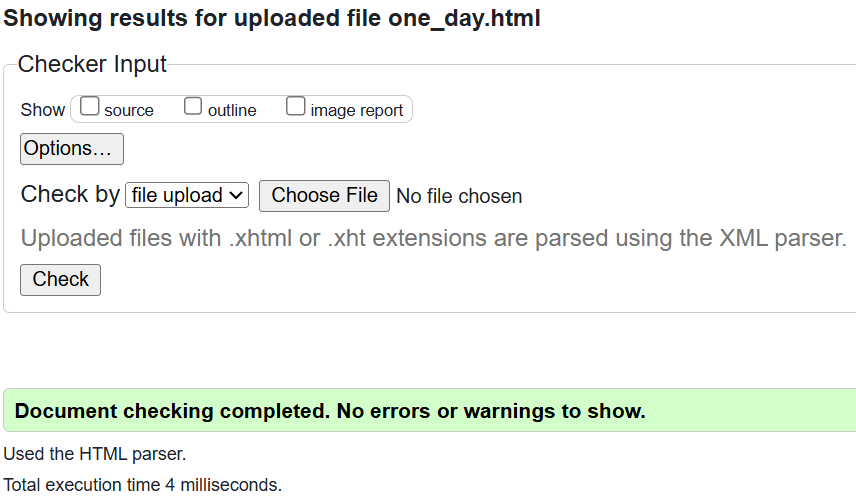 Showing results for uploaded file one_day.html
Checker Input
Show source outline image report
Options…
Check by file upload Choose File No file chosen
Uploaded files with .xhtml or .xht extensions are parsed using the XML parser.
Check
Document checking completed. No errors or warnings to show.
Used the HTML parser.
Total execution time 4 milliseconds.